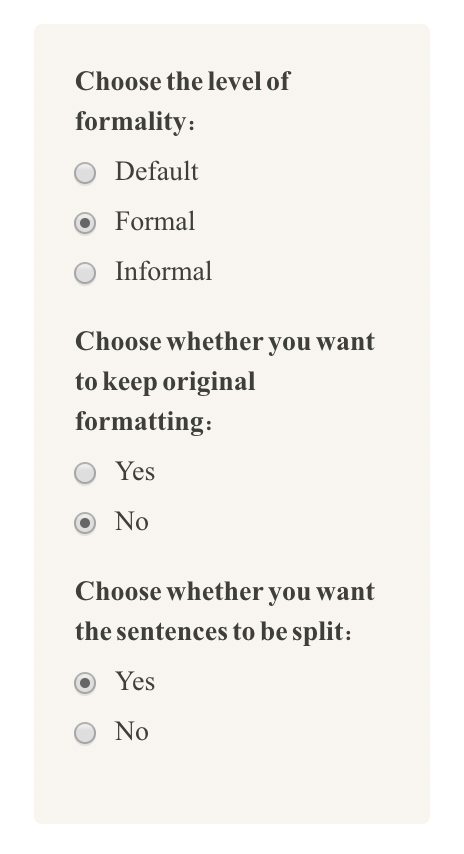 Choose the level of
formality：
Default
Formal
Informal
Choose whether you want
to keep original
formatting：
Yes
No
Choose whether you want
the sentences to be split：
Yes
No